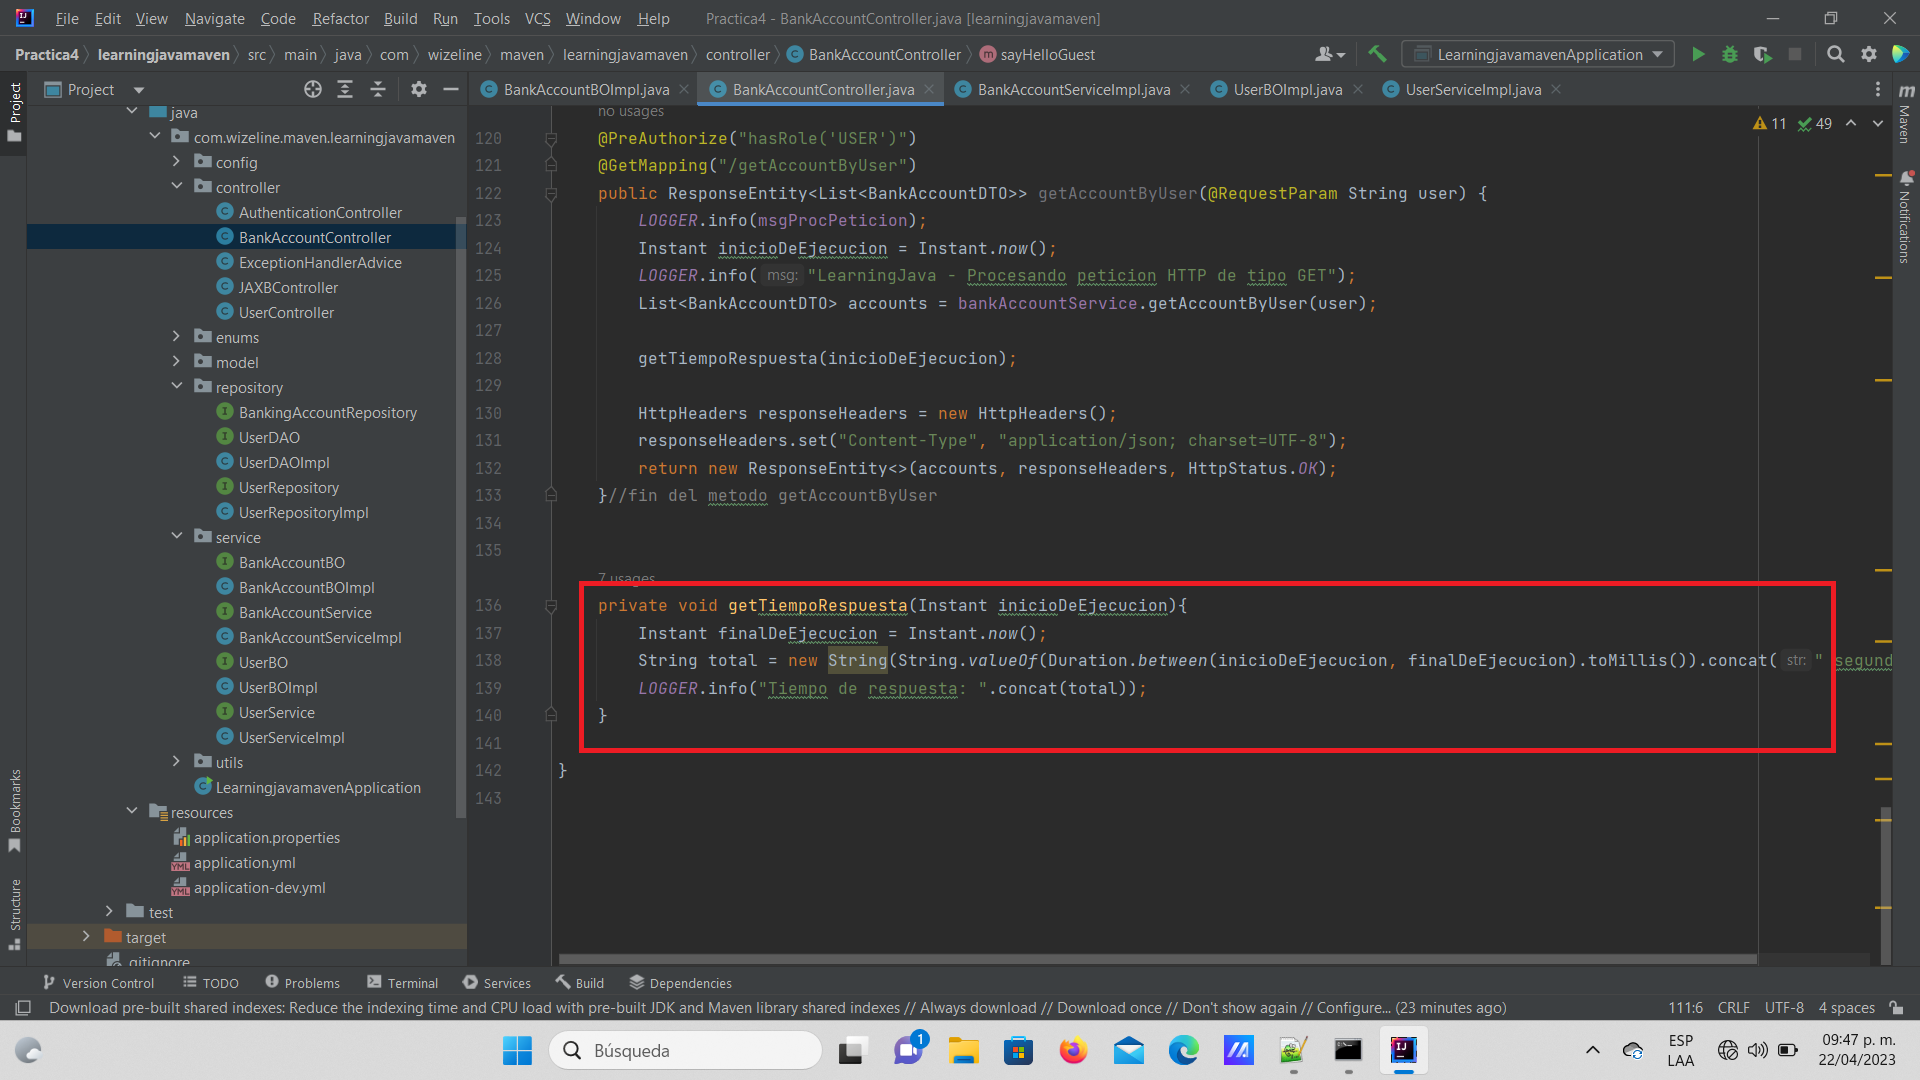 File Edit View Navigate Code Refactor Build Run Tools VCS Window Help Practica4 - BankAccountController.java [learningjavamaven]
Practica4 learningjavamaven src main java com wizeline maven learningjavamaven controller BankAccountController sayHelloGuest LearningjavamavenApplication
Project
BankAccountBOImpl.java BankAccountController.java BankAccountServiceImpl.java UserBOImpl.java UserServiceImpl.java
Project
Bookmarks
Structure
java
com.wizeline.maven.learningjavamaven
config
controller
AuthenticationController
BankAccountController
ExceptionHandlerAdvice
JAXBController
UserController
enums
model
repository
BankingAccountRepository
UserDAO
UserDAOImpl
UserRepository
UserRepositoryImpl
service
BankAccountBO
BankAccountBOImpl
BankAccountService
BankAccountServiceImpl
UserBO
UserBOImpl
UserService
UserServiceImpl
utils
LearningjavamavenApplication
resources
application.properties
application.yml
application-dev.yml
test
target
.gitignore
no usages
11 49
120 @PreAuthorize("hasRole('USER')")
121 @GetMapping("/getAccountByUser")
122 public ResponseEntity<List<BankAccountDTO>> getAccountByUser(@RequestParam String user) {
123 LOGGER.info(msgProcPeticion);
124 Instant inicioDeEjecucion = Instant.now();
125 LOGGER.info( msg: "LearningJava - Procesando peticion HTTP de tipo GET");
126 List<BankAccountDTO> accounts = bankAccountService.getAccountByUser(user);
127
128 getTiempoRespuesta(inicioDeEjecucion);
129
130 HttpHeaders responseHeaders = new HttpHeaders();
131 responseHeaders.set("Content-Type", "application/json; charset=UTF-8");
132 return new ResponseEntity<>(accounts, responseHeaders, HttpStatus.OK);
133 }//fin del metodo getAccountByUser
134
135
7 usages
136 private void getTiempoRespuesta(Instant inicioDeEjecucion){
137 Instant finalDeEjecucion = Instant.now();
138 String total = new String(String.valueOf(Duration.between(inicioDeEjecucion, finalDeEjecucion).toMillis()).concat( str: " segund
139 LOGGER.info("Tiempo de respuesta: ".concat(total));
140 }
141
142 }
143
Maven
Notifications
Version Control TODO Problems Terminal Services Build Dependencies
Download pre-built shared indexes: Reduce the indexing time and CPU load with pre-built JDK and Maven library shared indexes // Always download // Download once // Don't show again // Configure... (23 minutes ago) 111:6 CRLF UTF-8 4 spaces
Búsqueda
1
ESP
LAA
09:47 p. m.
22/04/2023